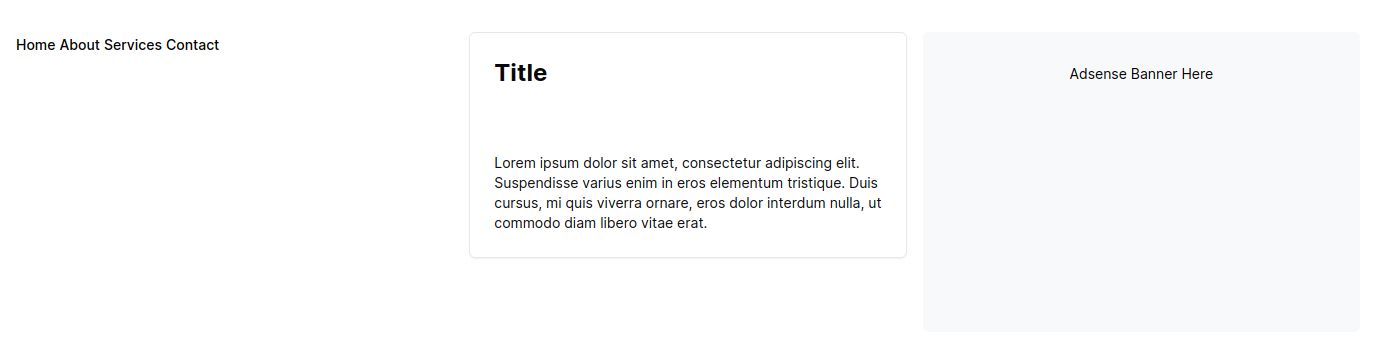 Home About Services Contact
Title
Lorem ipsum dolor sit amet, consectetur adipiscing elit.
Suspendisse varius enim in eros elementum tristique. Duis
cursus, mi quis viverra ornare, eros dolor interdum nulla, ut
commodo diam libero vitae erat.
Adsense Banner Here